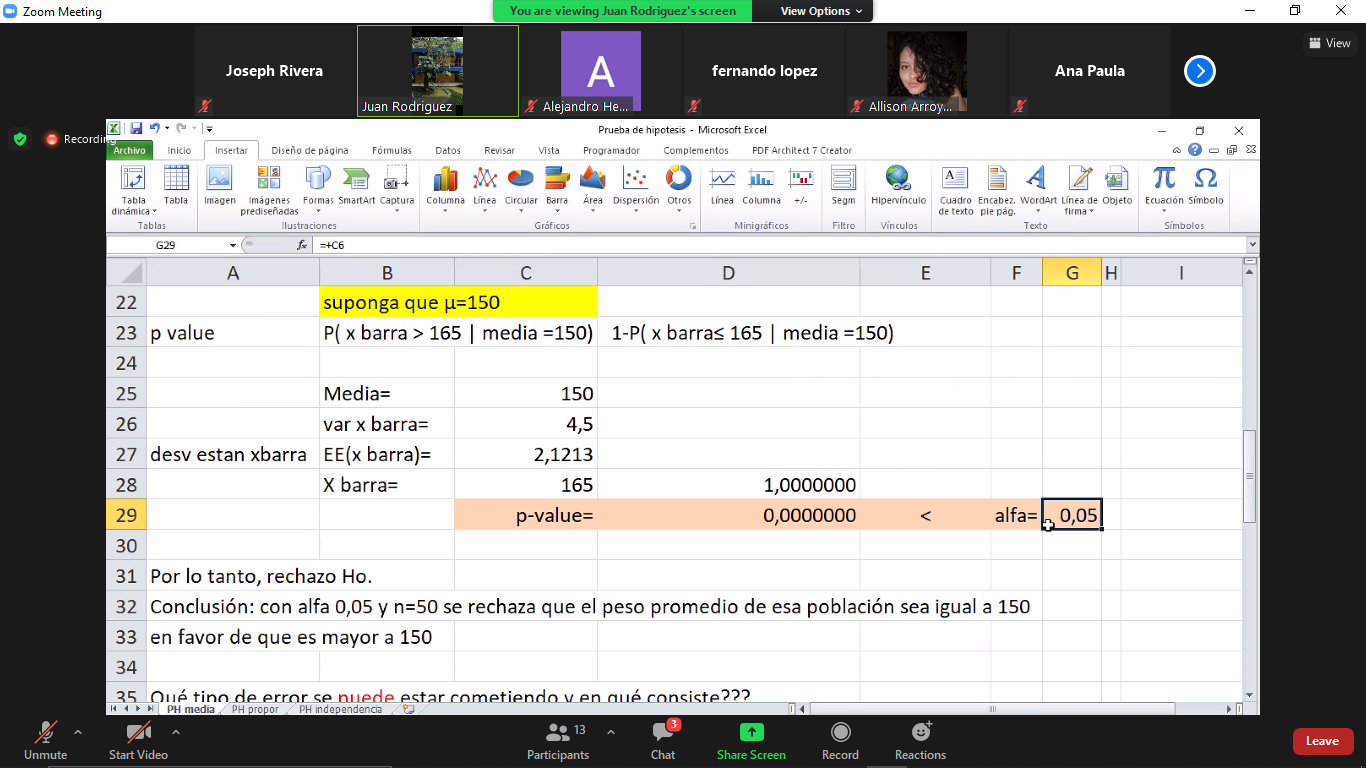 Zoom Meeting
You are viewing Juan Rodriguez's screen
View Options
View
Joseph Rivera
Juan Rodriguez
A
Alejandro He...
fernando lopez
Allison Arroy...
Ana Paula
Recording
Prueba de hipotesis - Microsoft Excel
Archivo Inicio Insertar Diseño de página Fórmulas Datos Revisar Vista Programador Complementos PDF Architect 7 Creator
Tabla dinámica Tabla Imagen Imágenes prediseñadas Formas SmartArt Captura Columna Línea Circular Barra Área Dispersión Otros Línea Columna +/- Segm Hipervínculo Cuadro de texto Encabez. pie pág. WordArt Línea de firma Objeto Ecuación Símbolo
Tablas Ilustraciones Gráficos Minigráficos Filtro Vínculos Texto Símbolos
G29 fx =+C6
A B C D E F G H I
22 suponga que µ=150
23 p value P( x barra > 165 | media =150) 1-P( x barra≤ 165 | media =150)
24
25 Media= 150
26 var x barra= 4,5
27 desv estan xbarra EE(x barra)= 2,1213
28 X barra= 165 1,0000000
29 p-value= 0,0000000 < alfa= 0,05
30
31 Por lo tanto, rechazo Ho.
32 Conclusión: con alfa 0,05 y n=50 se rechaza que el peso promedio de esa población sea igual a 150
33 en favor de que es mayor a 150
34
35 Qué tipo de error se puede estar cometiendo y en qué consiste???
PH media PH propor PH independencia
Unmute Start Video Participants 13 Chat 3 Share Screen Record Reactions Leave